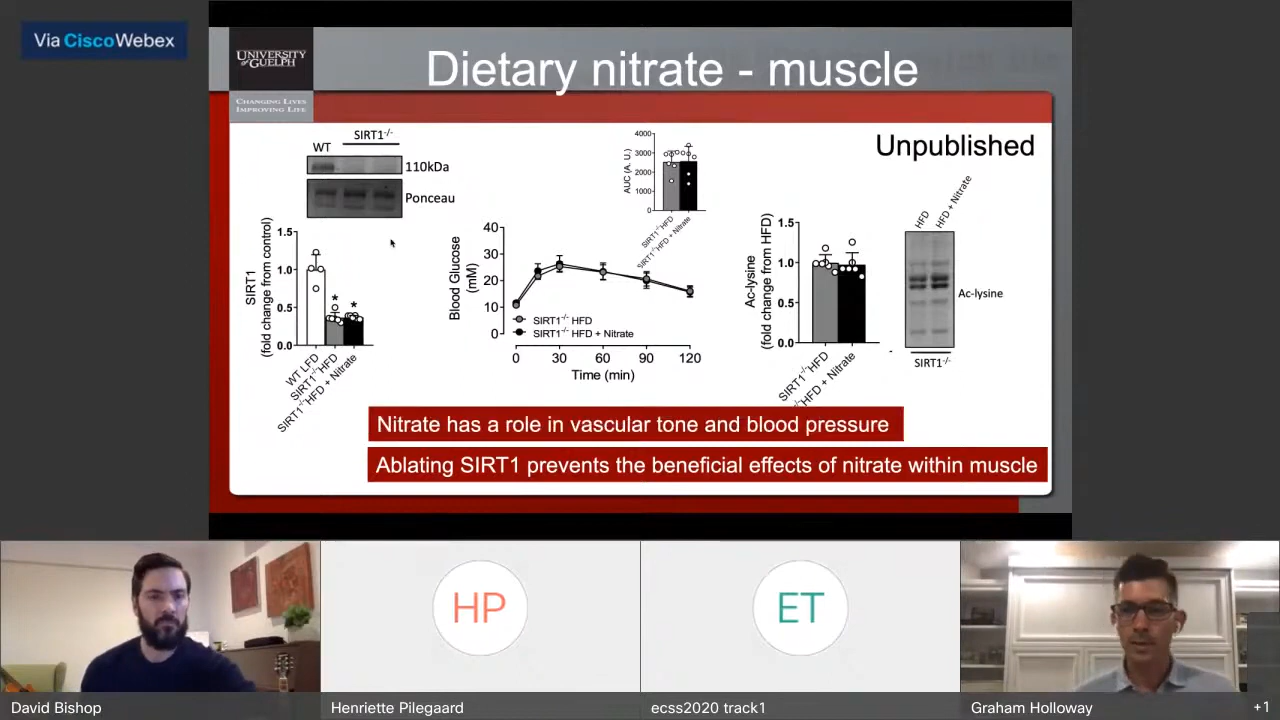 Via Cisco Webex
UNIVERSITY
OF GUELPH
CHANGING LIVES
IMPROVING LIFE
Dietary nitrate - muscle
Unpublished
WT
SIRT1-/-
110kDa
Ponceau
SIRT1
(fold change from control)
1.5
1.0
0.5
0.0
*
*
WT LFD
SIRT1-/-HFD
SIRT1-/-HFD + Nitrate
AUC (A. U.)
4000
3000
2000
1000
0
SIRT1-/-HFD
SIRT1-/-HFD + Nitrate
Blood Glucose
(mM)
40
30
20
10
0
SIRT1-/- HFD
SIRT1-/- HFD + Nitrate
0 30 60 90 120
Time (min)
Ac-lysine
(fold change from HFD)
1.5
1.0
0.5
0.0
SIRT1-/-HFD
-/-HFD + Nitrate
HFD
HFD + Nitrate
Ac-lysine
SIRT1-/-
Nitrate has a role in vascular tone and blood pressure
Ablating SIRT1 prevents the beneficial effects of nitrate within muscle
HP
ET
David Bishop
Henriette Pilegaard
ecss2020 track1
Graham Holloway
+1